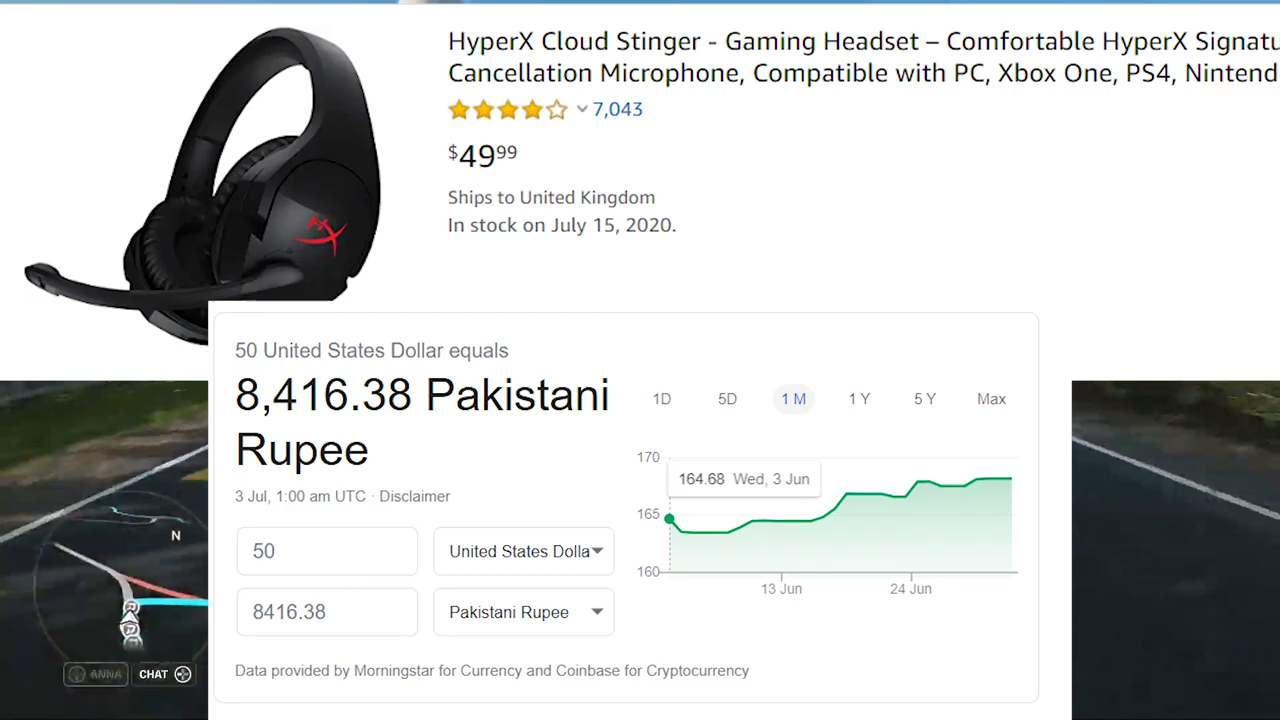 HyperX Cloud Stinger - Gaming Headset – Comfortable HyperX Signatu
Cancellation Microphone, Compatible with PC, Xbox One, PS4, Nintend
7,043
$49 99
Ships to United Kingdom
In stock on July 15, 2020.
50 United States Dollar equals
8,416.38 Pakistani
Rupee
3 Jul, 1:00 am UTC · Disclaimer
50
United States Dolla
8416.38
Pakistani Rupee
1D 5D 1 M 1 Y 5 Y Max
170
164.68 Wed, 3 Jun
165
160
13 Jun 24 Jun
Data provided by Morningstar for Currency and Coinbase for Cryptocurrency
N
ANNA CHAT